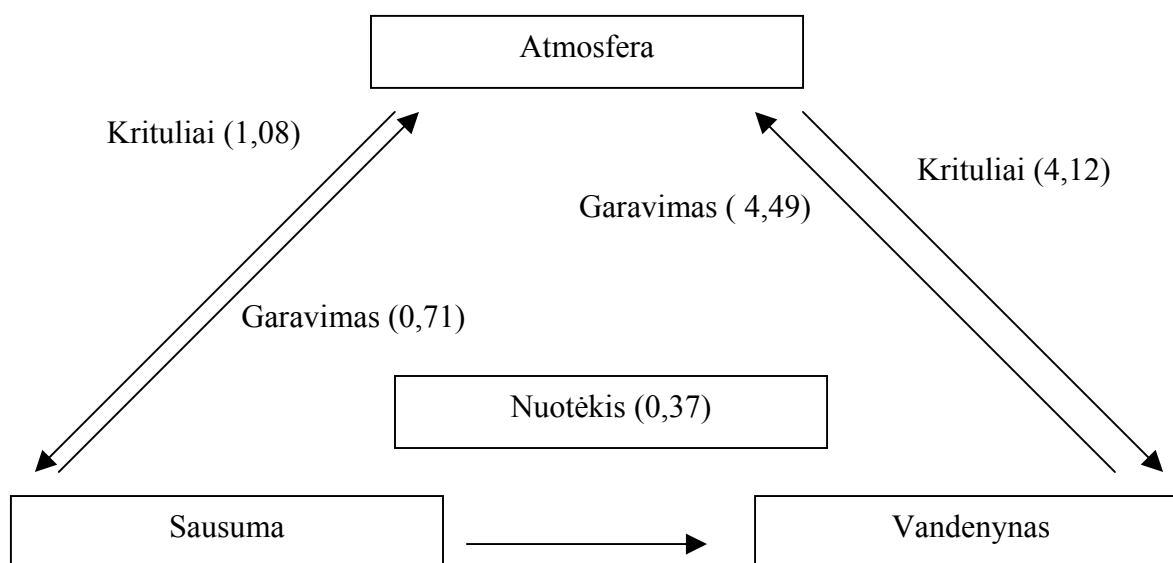 Atmosfera
Krituliai (1,08)
Krituliai (4,12)
Garavimas ( 4,49)
Garavimas (0,71)
Nuotėkis (0,37)
Sausuma
Vandenynas